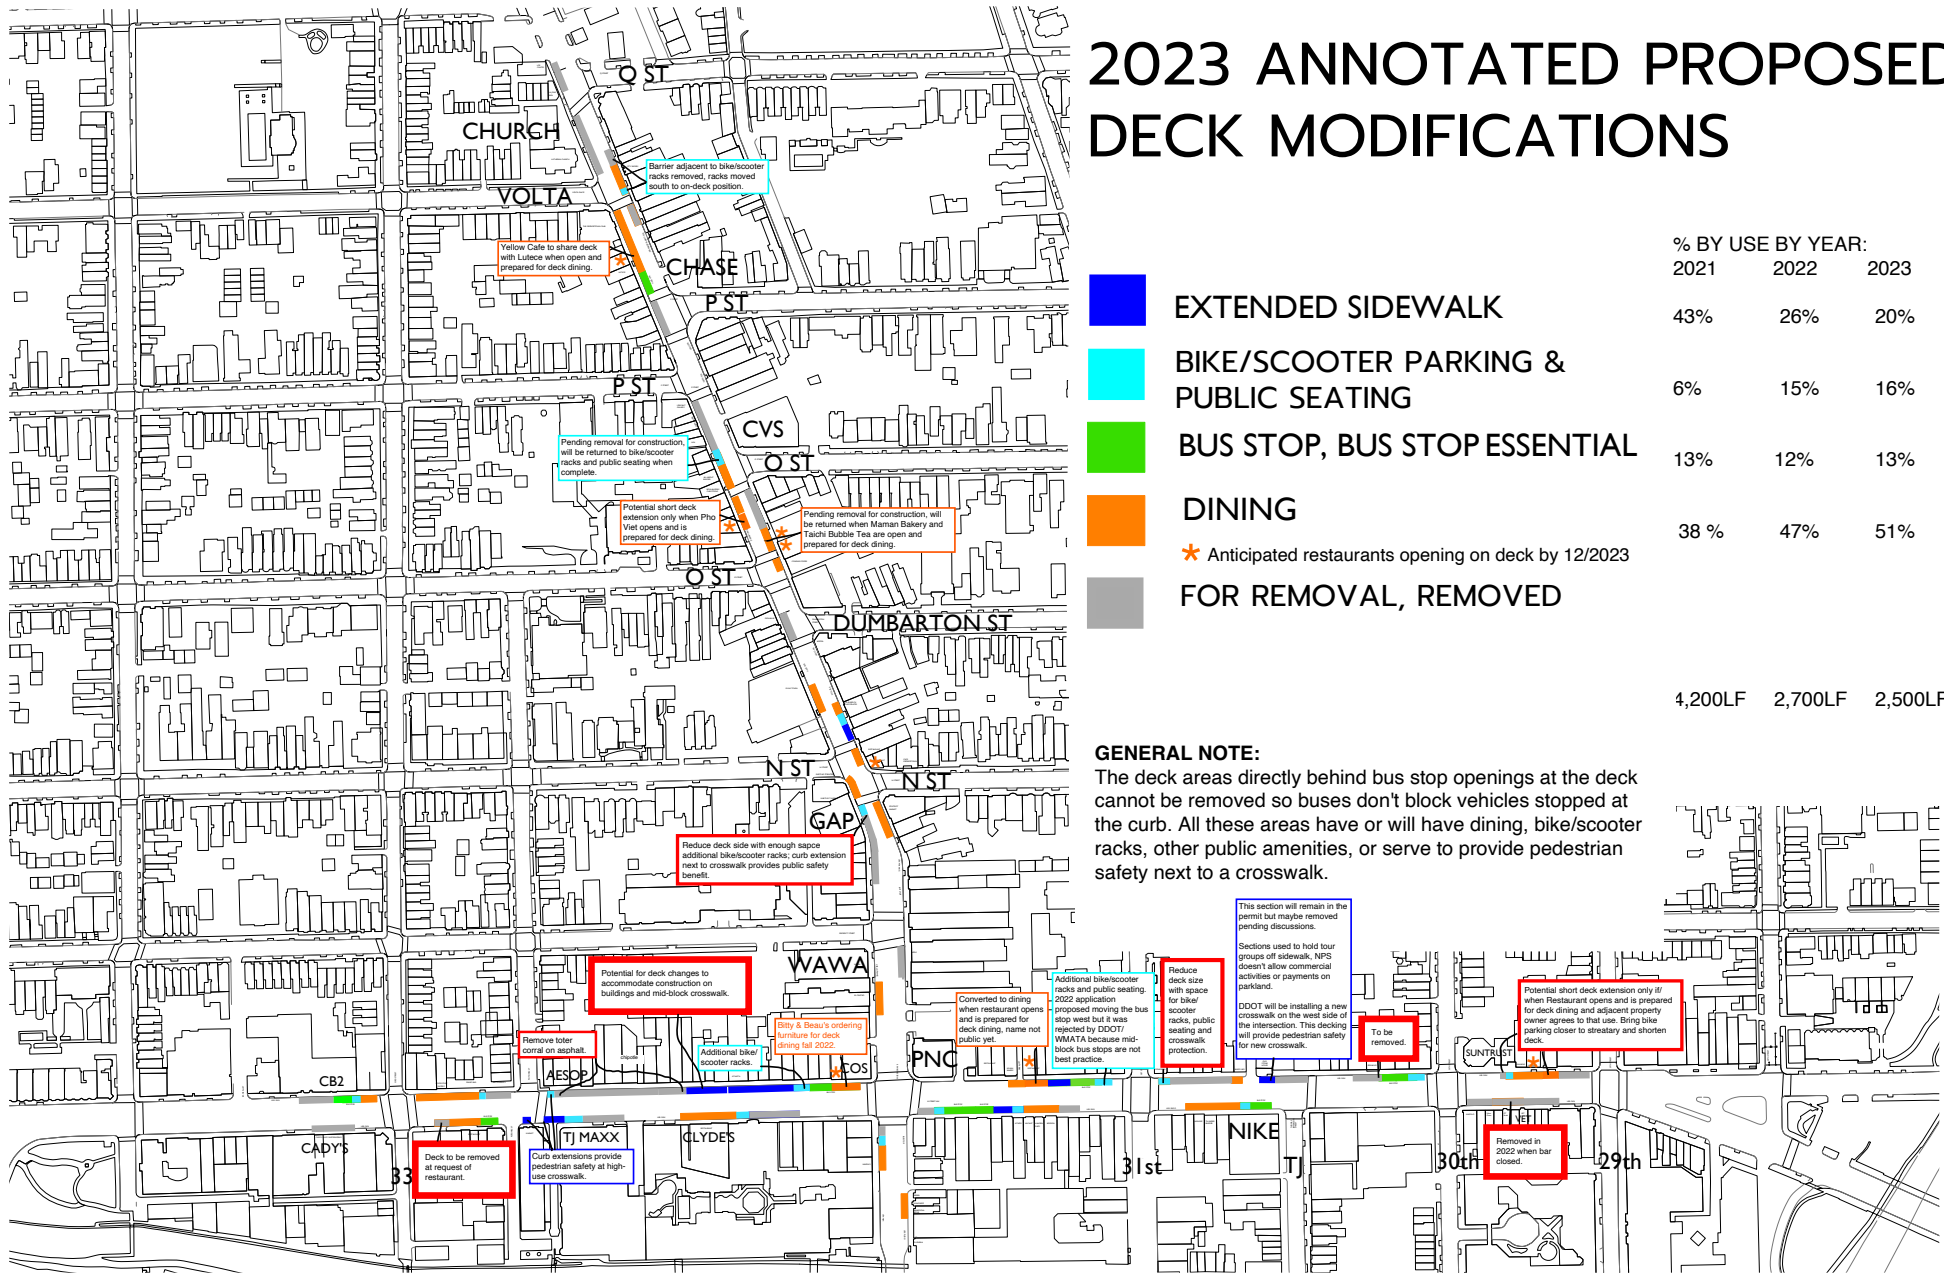 2023 ANNOTATED PROPOSED
DECK MODIFICATIONS
% BY USE BY YEAR:
2021 2022 2023
EXTENDED SIDEWALK
43% 26% 20%
BIKE/SCOOTER PARKING &
PUBLIC SEATING
6% 15% 16%
BUS STOP, BUS STOP ESSENTIAL
13% 12% 13%
DINING
38 % 47% 51%
* Anticipated restaurants opening on deck by 12/2023
FOR REMOVAL, REMOVED
4,200LF 2,700LF 2,500LF
GENERAL NOTE:
The deck areas directly behind bus stop openings at the deck
cannot be removed so buses don't block vehicles stopped at
the curb. All these areas have or will have dining, bike/scooter
racks, other public amenities, or serve to provide pedestrian
safety next to a crosswalk.
Q ST
CHURCH
Barrier adjacent to bike/scooter
racks removed, racks moved
south to on-deck position.
VOLTA
Yellow Cafe to share deck
with Lutece when open and
prepared for deck dining.
CHASE
P ST
P ST
CVS
Pending removal for construction,
will be returned to bike/scooter
racks and public seating when
complete.
O ST
Potential short deck
extension only when Pho
Viet opens and is
prepared for deck dining.
Pending removal for construction, will
be returned when Maman Bakery and
Taichi Bubble Tea are open and
prepared for deck dining.
O ST
DUMBARTON ST
N ST
N ST
GAP
Reduce deck side with enough sapce
additional bike/scooter racks; curb extension
next to crosswalk provides public safety
benefit.
WAWA
Potential for deck changes to
accommodate construction on
buildings and mid-block crosswalk.
Remove toter
corral on asphalt.
chipotle
Additional bike/
scooter racks.
Bitty & Beau's ordering
furniture for deck
dining fall 2022.
Converted to dining
when restaurant opens
and is prepared for
deck dining, name not
public yet.
Additional bike/scooter
racks and public seating.
2022 application
proposed moving the bus
stop west but it was
rejected by DDOT/
WMATA because mid-
block bus stops are not
best practice.
Reduce
deck size
with space
for bike/
scooter
racks, public
seating and
crosswalk
protection.
This section will remain in the
permit but maybe removed
pending discussions.
Sections used to hold tour
groups off sidewalk, NPS
doesn't allow commercial
activities or payments on
parkland.
DDOT will be installing a new
crosswalk on the west side of
the intersection. This decking
will provide pedestrian safety
for new crosswalk.
To be
removed.
Potential short deck extension only if/
when Restaurant opens and is prepared
for deck dining and adjacent property
owner agrees to that use. Bring bike
parking closer to streatary and shorten
deck.
SUNTRUST
CB2
AESOP
COS
PNC
CADY'S
33
Deck to be removed
at request of
restaurant.
TJ MAXX
Curb extensions provide
pedestrian safety at high-
use crosswalk.
CLYDE'S
31st
NIKE
TJ
30th
VET
Removed in
2022 when bar
closed.
29th